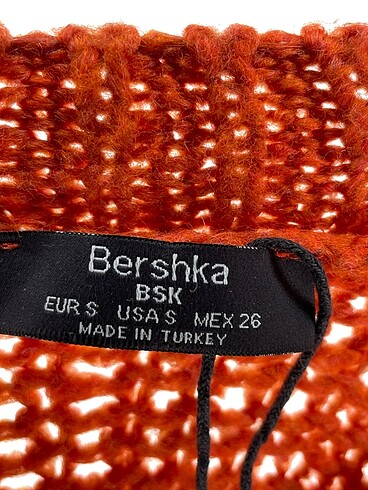 Bershka
BSK
EUR S USA S MEX 26
MADE IN TURKEY